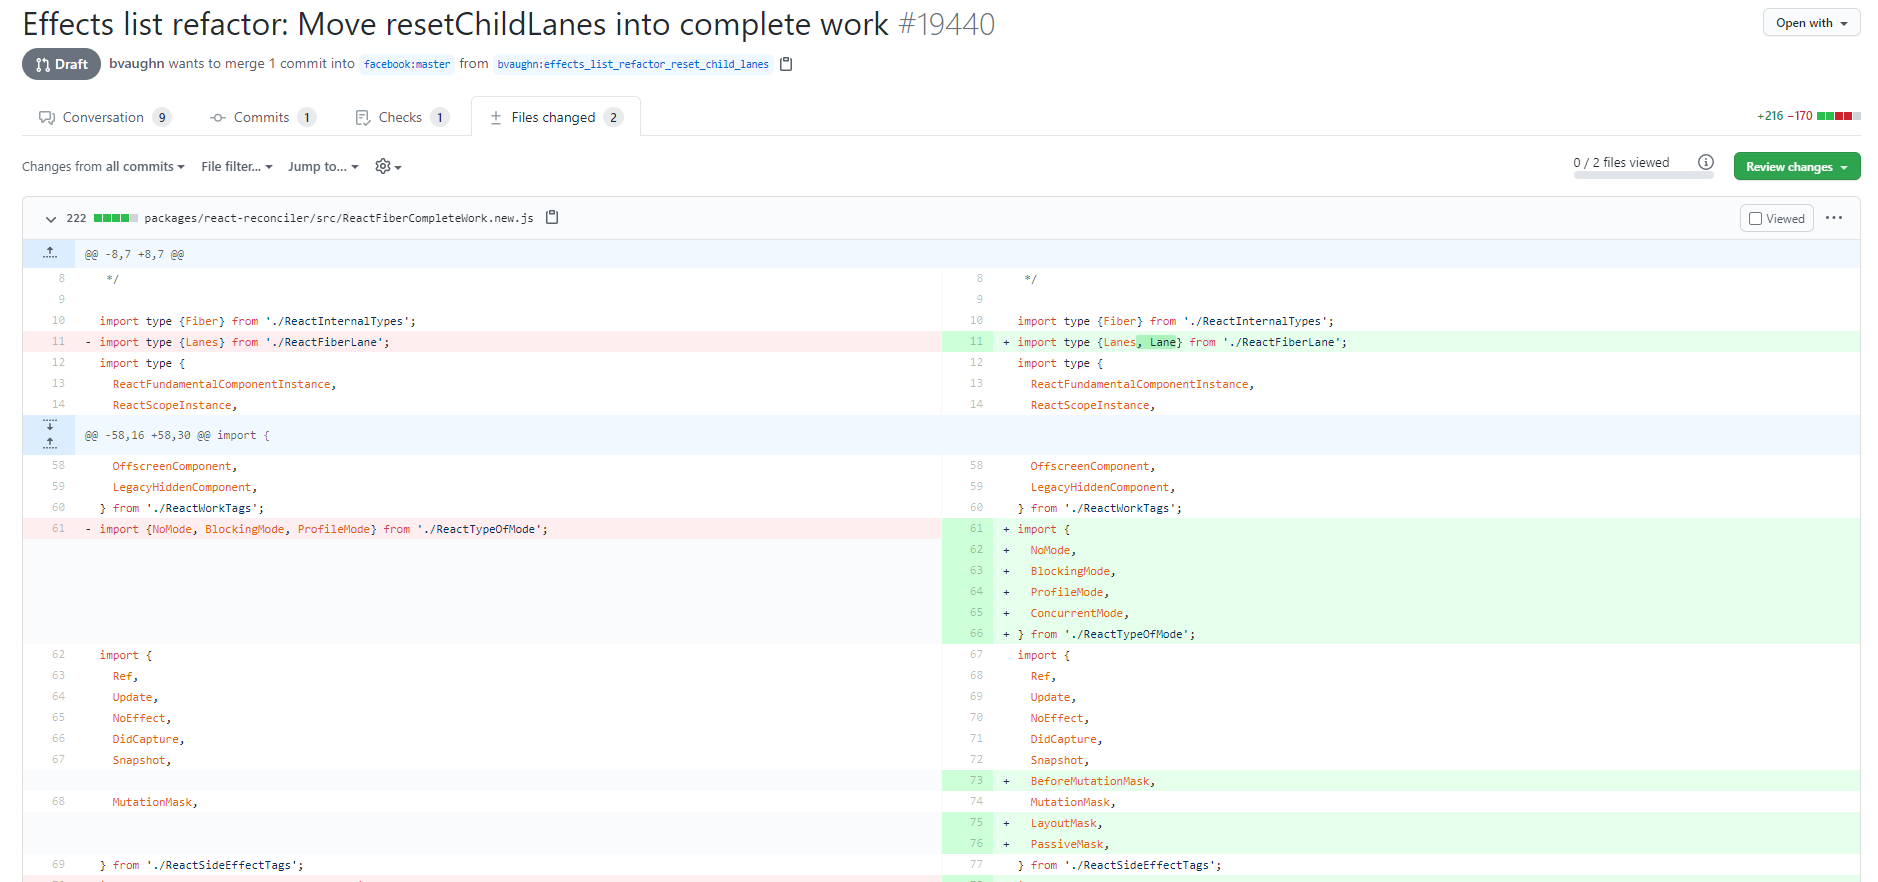 Effects list refactor: Move resetChildLanes into complete work #19440
Open with
Draft bvaughn wants to merge 1 commit into facebook:master from bvaughn:effects_list_refactor_reset_child_lanes
Conversation 9 Commits 1 Checks 1 Files changed 2
+216 −170
Changes from all commits File filter... Jump to...
0 / 2 files viewed
Review changes
222 packages/react-reconciler/src/ReactFiberCompleteWork.new.js
Viewed
@@ -8,7 +8,7 @@
8 */ 8 */
9 9
10 import type {Fiber} from './ReactInternalTypes'; 10 import type {Fiber} from './ReactInternalTypes';
11 - import type {Lanes} from './ReactFiberLane'; 11 + import type {Lanes, Lane} from './ReactFiberLane';
12 import type { 12 import type {
13 ReactFundamentalComponentInstance, 13 ReactFundamentalComponentInstance,
14 ReactScopeInstance, 14 ReactScopeInstance,
@@ -58,16 +58,30 @@ import {
58 OffscreenComponent, 58 OffscreenComponent,
59 LegacyHiddenComponent, 59 LegacyHiddenComponent,
60 } from './ReactWorkTags'; 60 } from './ReactWorkTags';
61 - import {NoMode, BlockingMode, ProfileMode} from './ReactTypeOfMode'; 61 + import {
62 + NoMode,
63 + BlockingMode,
64 + ProfileMode,
65 + ConcurrentMode,
66 + } from './ReactTypeOfMode';
62 import { 67 import {
63 Ref, 68 Ref,
64 Update, 69 Update,
65 NoEffect, 70 NoEffect,
66 DidCapture, 71 DidCapture,
67 Snapshot, 72 Snapshot,
73 + BeforeMutationMask,
68 MutationMask, 74 MutationMask,
75 + LayoutMask,
76 + PassiveMask,
69 } from './ReactSideEffectTags'; 77 } from './ReactSideEffectTags';